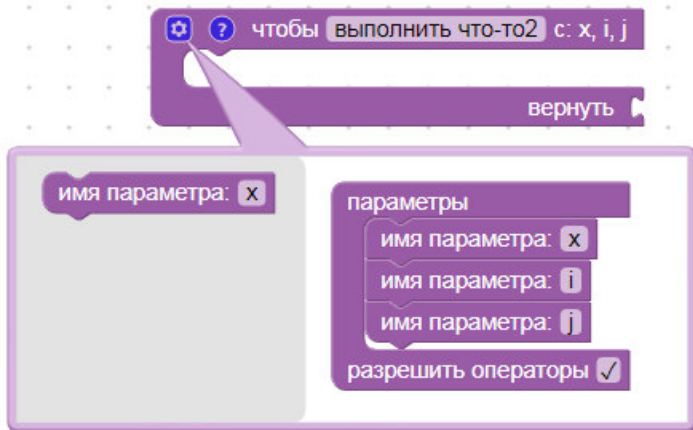 ? чтобы выполнить что-то2 с: x, i, j
вернуть
имя параметра: x
параметры
имя параметра: x
имя параметра: i
имя параметра: j
разрешить операторы ✓